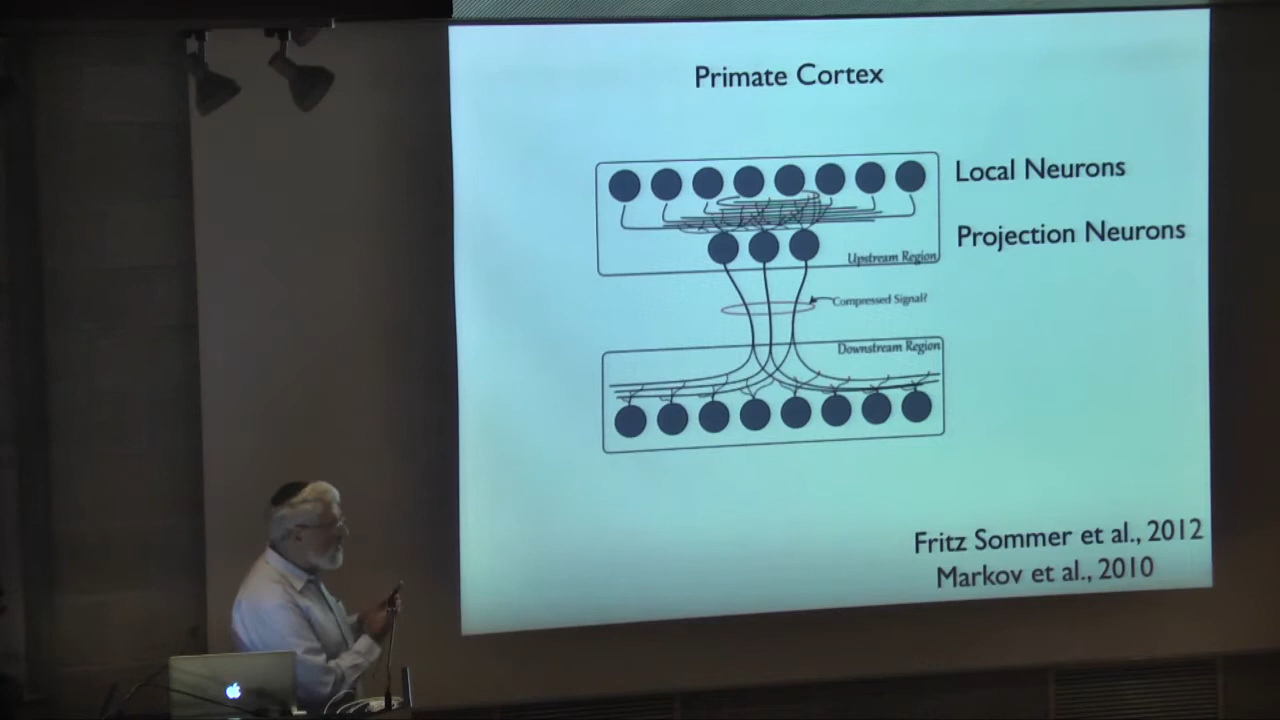 Primate Cortex
Local Neurons
Projection Neurons
Upstream Region
Compressed Signal?
Downstream Region
Fritz Sommer et al., 2012
Markov et al., 2010